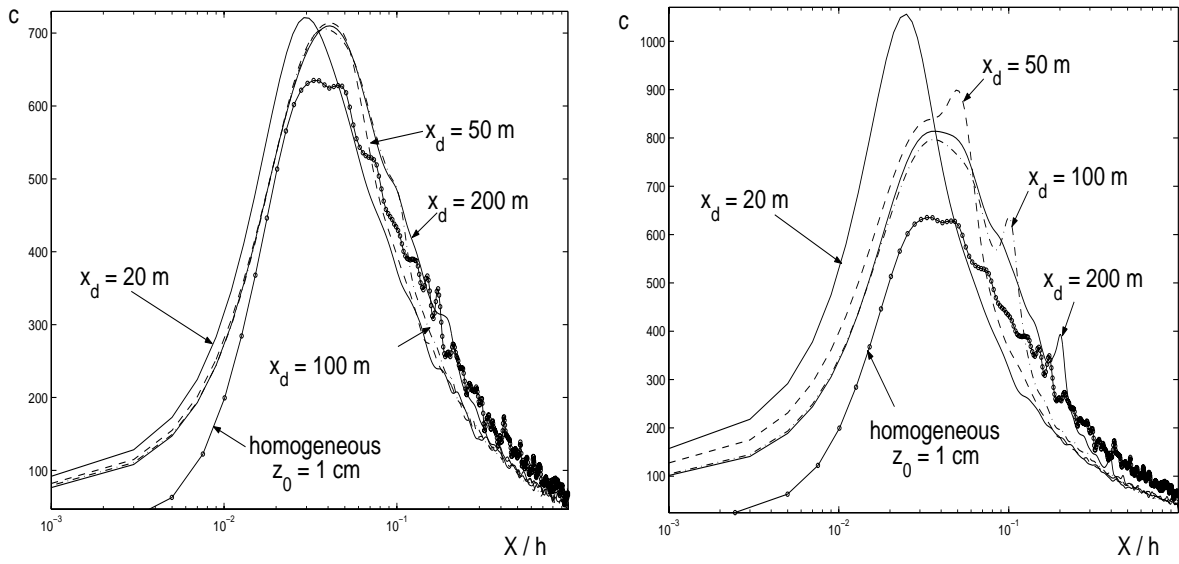 c
700
600
500
400
300
200
100
10⁻³
10⁻²
10⁻¹
X / h
x_d = 50 m
x_d = 200 m
x_d = 20 m
x_d = 100 m
homogeneous
z_0 = 1 cm
c
1000
900
800
700
600
500
400
300
200
100
10⁻³
10⁻²
10⁻¹
X / h
x_d = 50 m
x_d = 100 m
x_d = 20 m
x_d = 200 m
homogeneous
z_0 = 1 cm